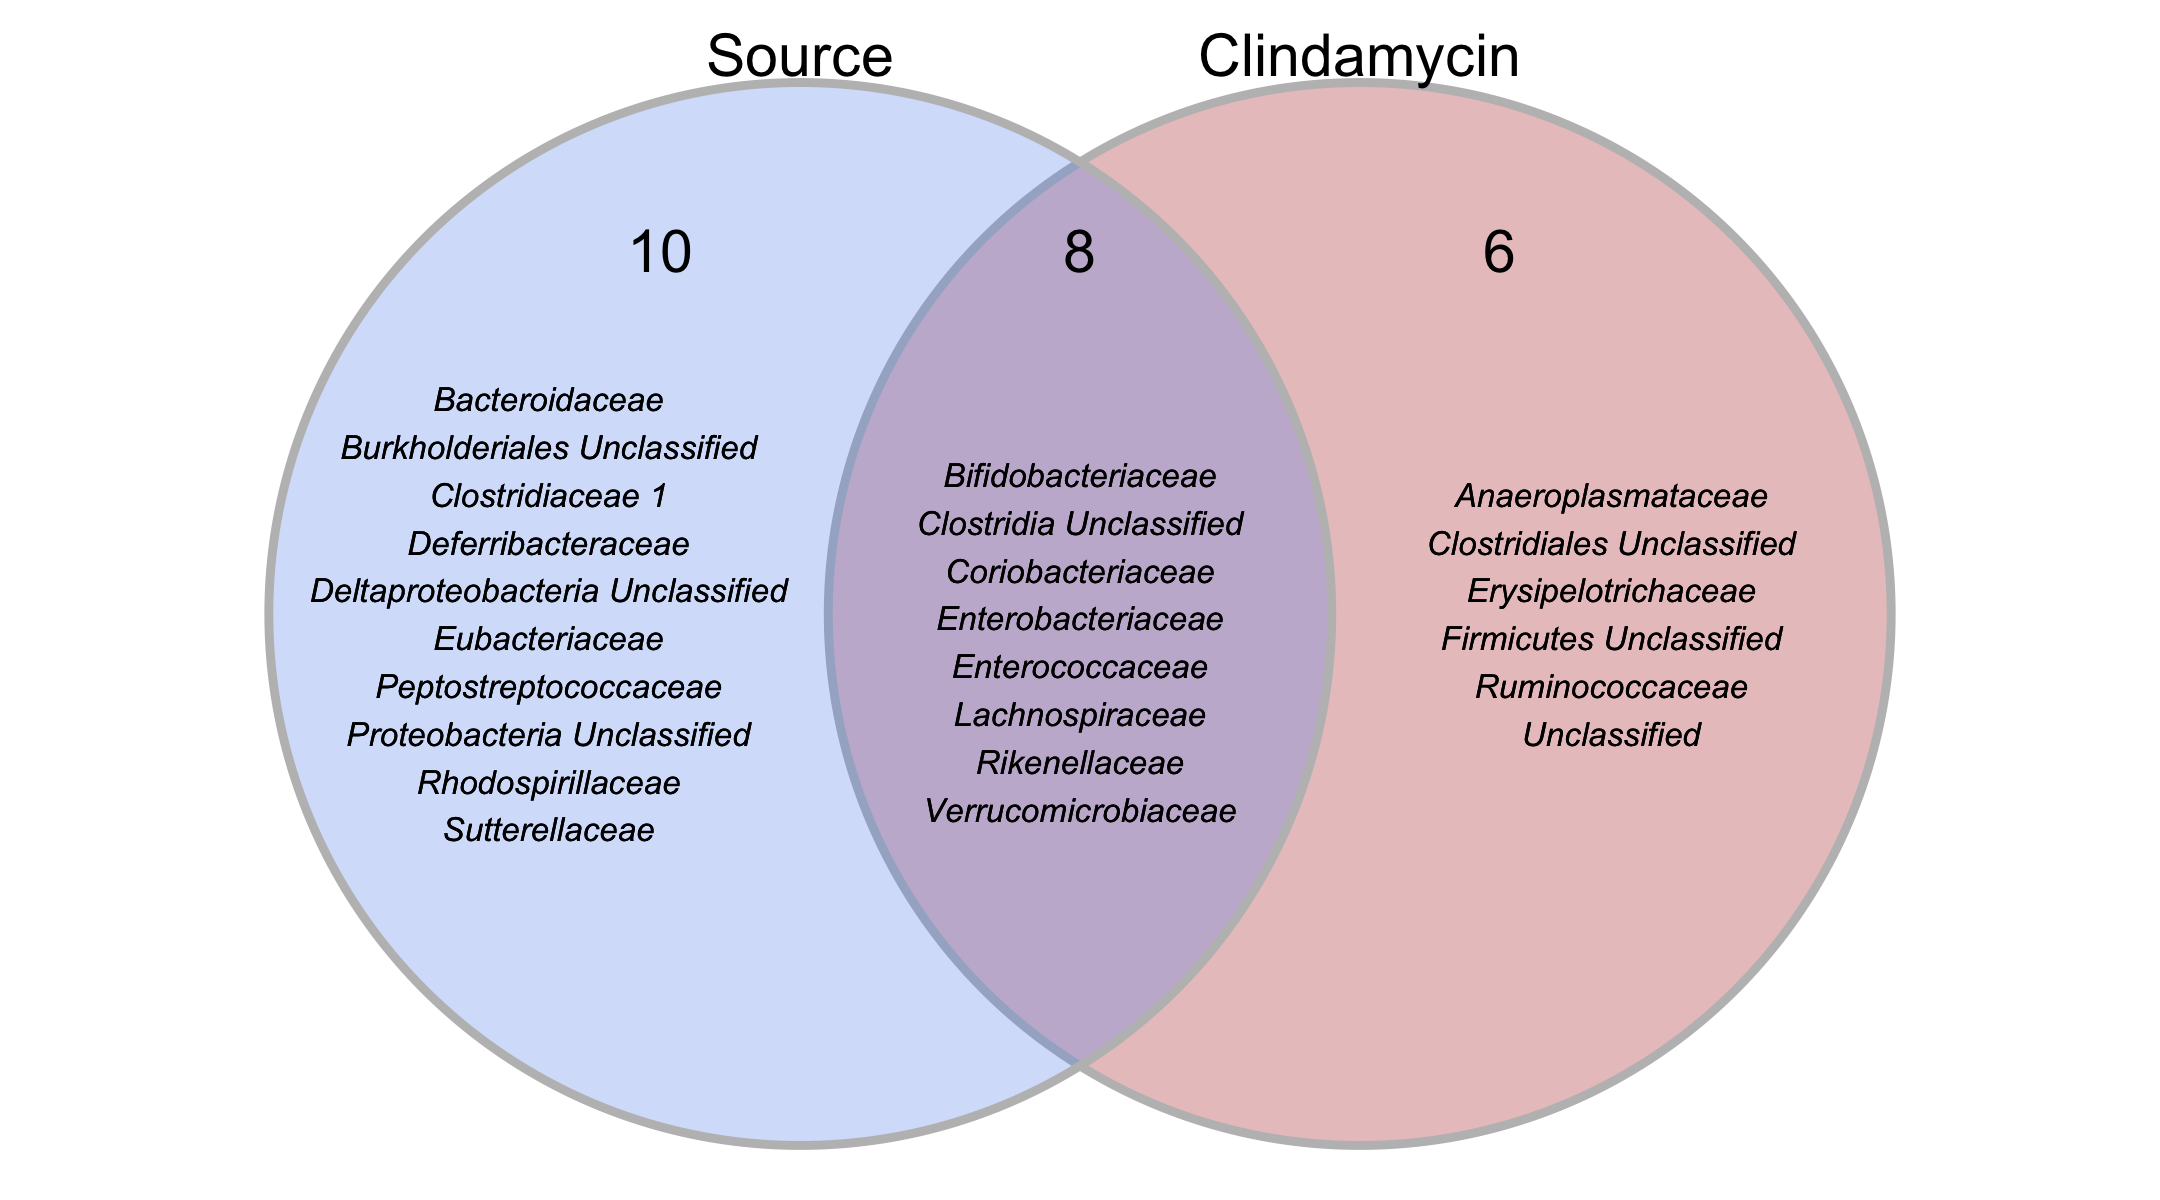 Source
Clindamycin
10
8
6
Bacteroidaceae
Burkholderiales Unclassified
Clostridiaceae 1
Deferribacteraceae
Deltaproteobacteria Unclassified
Eubacteriaceae
Peptostreptococcaceae
Proteobacteria Unclassified
Rhodospirillaceae
Sutterellaceae
Bifidobacteriaceae
Clostridia Unclassified
Coriobacteriaceae
Enterobacteriaceae
Enterococcaceae
Lachnospiraceae
Rikenellaceae
Verrucomicrobiaceae
Anaeroplasmataceae
Clostridiales Unclassified
Erysipelotrichaceae
Firmicutes Unclassified
Ruminococcaceae
Unclassified